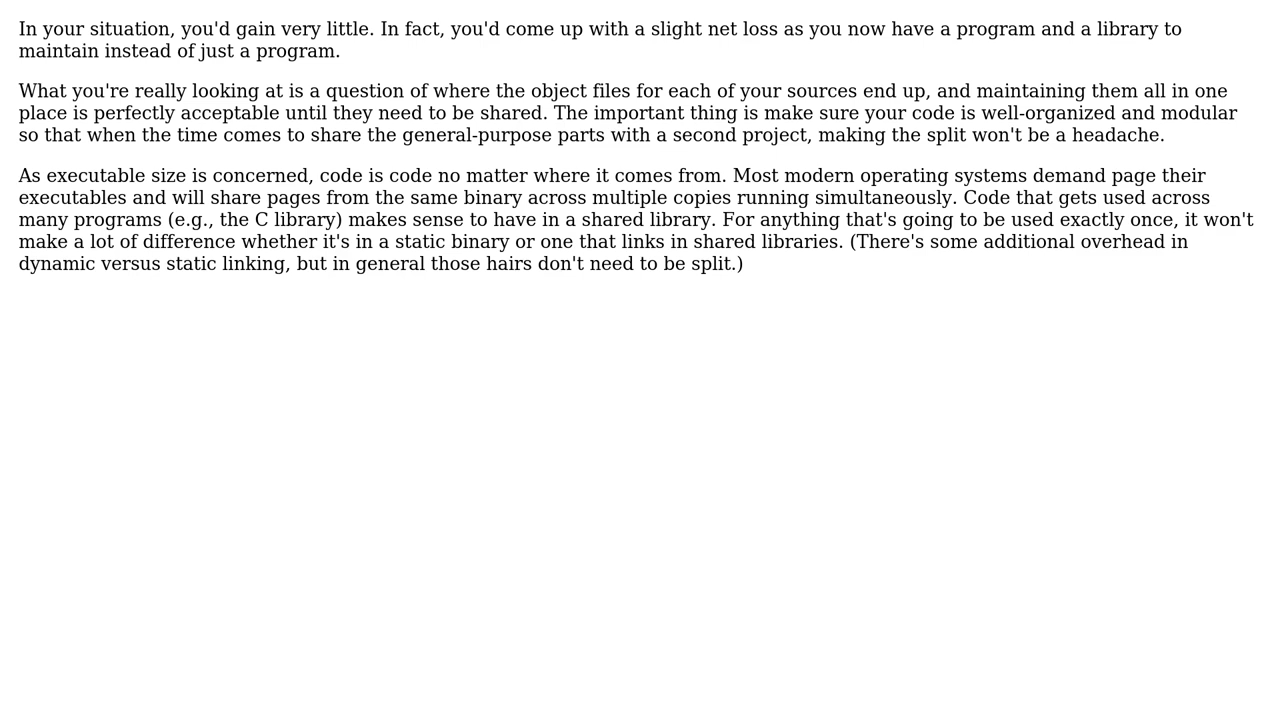 In your situation, you'd gain very little. In fact, you'd come up with a slight net loss as you now have a program and a library to
maintain instead of just a program.
What you're really looking at is a question of where the object files for each of your sources end up, and maintaining them all in one
place is perfectly acceptable until they need to be shared. The important thing is make sure your code is well-organized and modular
so that when the time comes to share the general-purpose parts with a second project, making the split won't be a headache.
As executable size is concerned, code is code no matter where it comes from. Most modern operating systems demand page their
executables and will share pages from the same binary across multiple copies running simultaneously. Code that gets used across
many programs (e.g., the C library) makes sense to have in a shared library. For anything that's going to be used exactly once, it won't
make a lot of difference whether it's in a static binary or one that links in shared libraries. (There's some additional overhead in
dynamic versus static linking, but in general those hairs don't need to be split.)